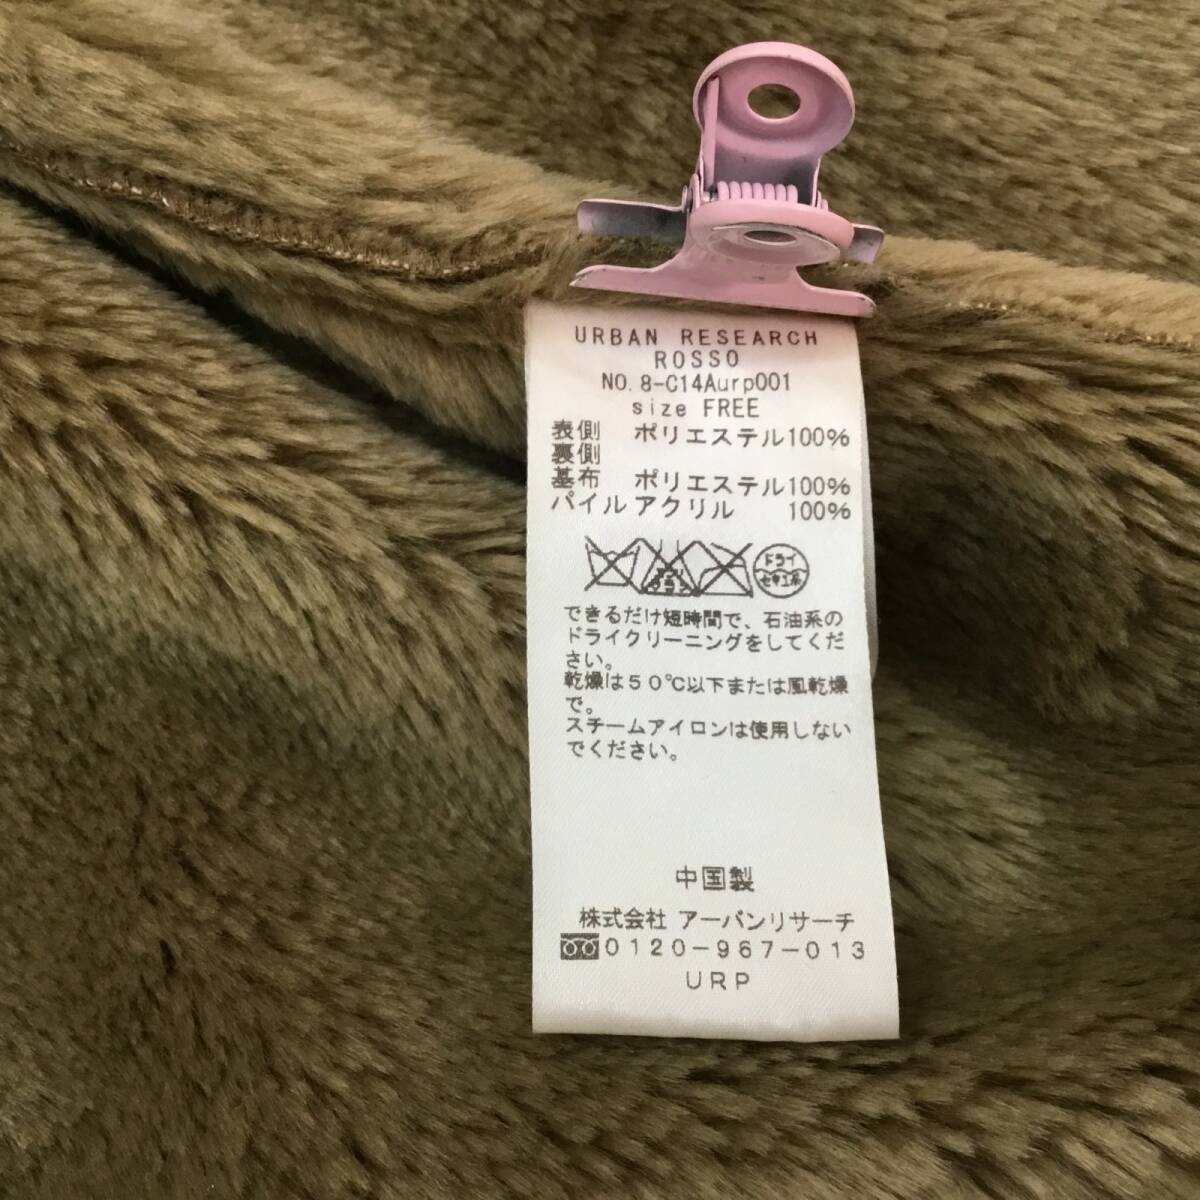 URBAN RESEARCH
ROSSO
NO. 8-C14Aurp001
size FREE
表側 ポリエステル100%
裏側
基布 ポリエステル100%
パイル アクリル 100%
ドライ
セキユ系
できるだけ短時間で、石油系の
ドライクリーニングをしてくだ
さい。
乾燥は50℃以下または風乾燥
で。
スチームアイロンは使用しない
でください。
中国製
株式会社 アーバンリサーチ
0120-967-013
URP